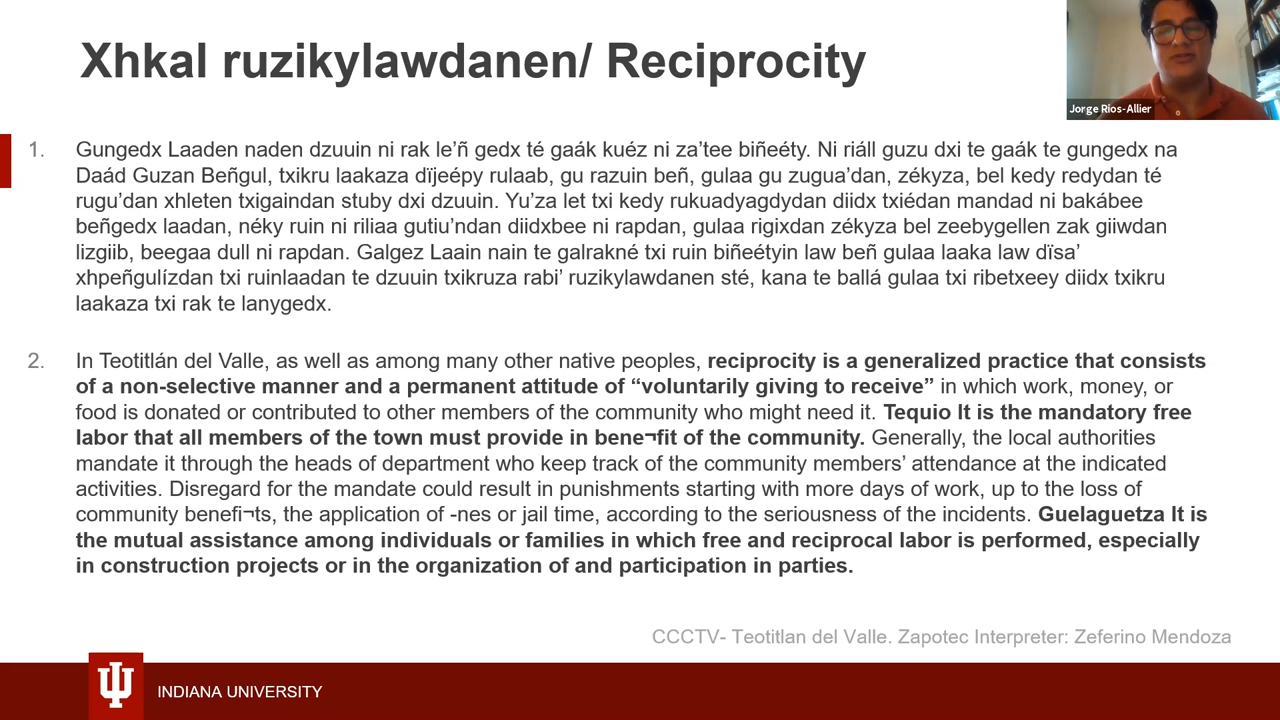 Xhkal ruzikylawdanen/ Reciprocity
Jorge Rios-Allier
1. Gungedx Laaden naden dzuuin ni rak le’ñ gedx té gaák kuéz ni za’tee biñeéty. Ni riáll guzu dxi te gaák te gungedx na
Daád Guzan Beñgul, txikru laakaza dïjeépy rulaab, gu razuin beñ, gulaa gu zugua’dan, zékyza, bel kedy redydan té
rugu’dan xhleten txigaindan stuby dxi dzuuin. Yu’za let txi kedy rukuadyagdydan diidx txiédan mandad ni bakábee
beñgedx laadan, néky ruin ni riliaa gutiu’ndan diidxbee ni rapdan, gulaa rigixdan zékyza bel zeebygellen zak giiwdan
lizgiib, beegaa dull ni rapdan. Galgez Laain nain te galrakné txi ruin biñeétyin law beñ gulaa laaka law dïsa’
xhpeñgulízdan txi ruinlaadan te dzuuin txikruza rabi’ ruzikylawdanen sté, kana te ballá gulaa txi ribetxeey diidx txikru
laakaza txi rak te lanygedx.
2. In Teotitlán del Valle, as well as among many other native peoples, reciprocity is a generalized practice that consists
of a non-selective manner and a permanent attitude of “voluntarily giving to receive” in which work, money, or
food is donated or contributed to other members of the community who might need it. Tequio It is the mandatory free
labor that all members of the town must provide in bene¬fit of the community. Generally, the local authorities
mandate it through the heads of department who keep track of the community members’ attendance at the indicated
activities. Disregard for the mandate could result in punishments starting with more days of work, up to the loss of
community benefi¬ts, the application of -nes or jail time, according to the seriousness of the incidents. Guelaguetza It is
the mutual assistance among individuals or families in which free and reciprocal labor is performed, especially
in construction projects or in the organization of and participation in parties.
CCCTV- Teotitlan del Valle. Zapotec Interpreter: Zeferino Mendoza
INDIANA UNIVERSITY